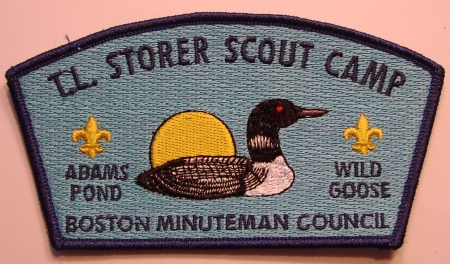 T.L. STORER SCOUT CAMP
ADAMS
POND
WILD
GOOSE
BOSTON MINUTEMAN COUNCIL